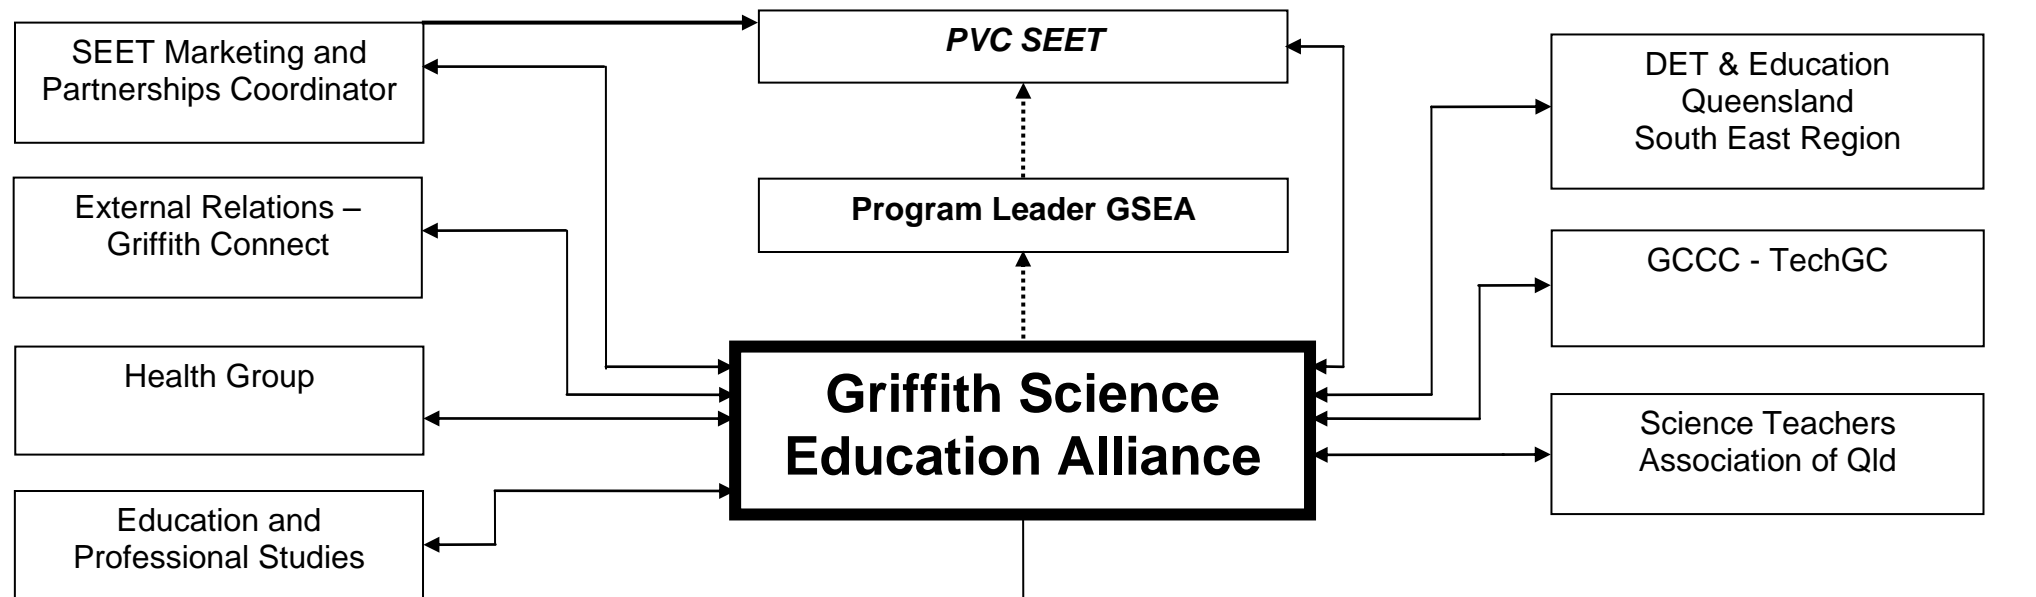 SEET Marketing and
Partnerships Coordinator
PVC SEET
DET & Education
Queensland
South East Region
External Relations –
Griffith Connect
Program Leader GSEA
GCCC - TechGC
Health Group
Griffith Science
Education Alliance
Science Teachers
Association of Qld
Education and
Professional Studies